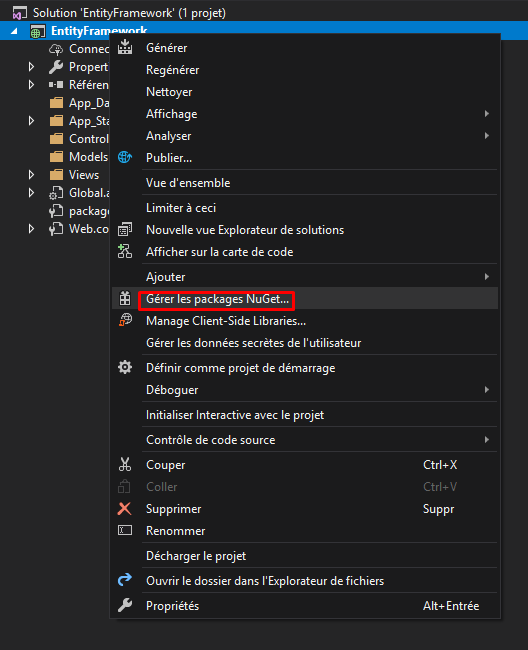 Solution 'EntityFramework' (1 projet)
EntityFramework
Connec
Propert
Référen
App_Da
App_Sta
Control
Models
Views
Global.a
package
Web.co
Générer
Regénérer
Nettoyer
Affichage
Analyser
Publier...
Vue d'ensemble
Limiter à ceci
Nouvelle vue Explorateur de solutions
Afficher sur la carte de code
Ajouter
Gérer les packages NuGet...
Manage Client-Side Libraries...
Gérer les données secrètes de l'utilisateur
Définir comme projet de démarrage
Déboguer
Initialiser Interactive avec le projet
Contrôle de code source
Couper Ctrl+X
Coller Ctrl+V
Supprimer Suppr
Renommer
Décharger le projet
Ouvrir le dossier dans l'Explorateur de fichiers
Propriétés Alt+Entrée